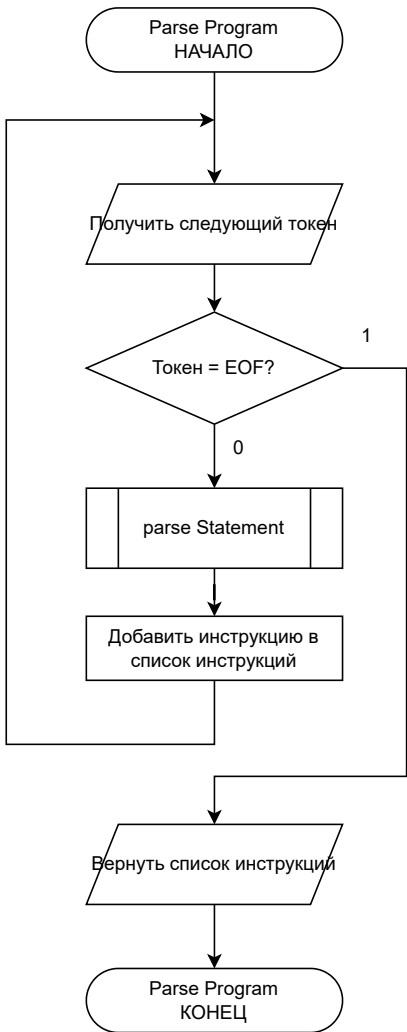 Parse Program
НАЧАЛО
Получить следующий токен
1
Токен = EOF?
0
parse Statement
Добавить инструкцию в
список инструкций
Вернуть список инструкций
Parse Program
КОНЕЦ